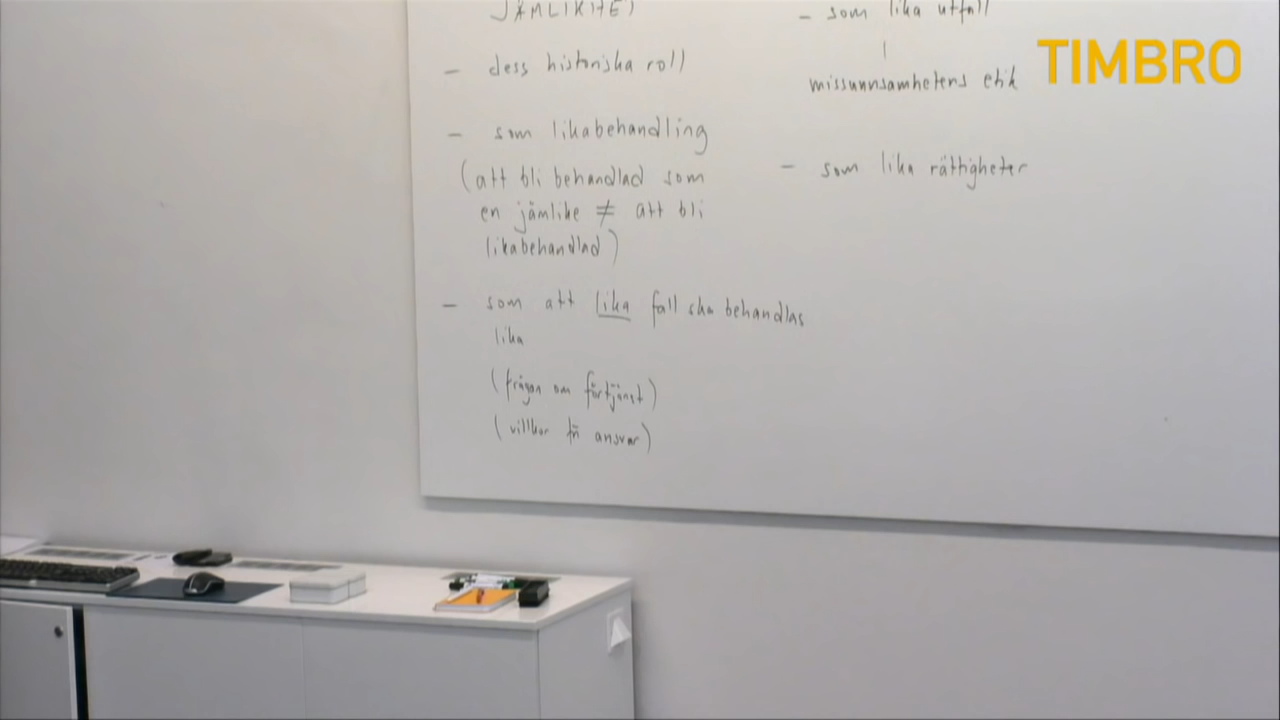 JÄMLIKHET
- dess historiska roll
- som likabehandling
(att bli behandlad som
en jämlike ≠ att bli
likabehandlad)
- som att lika fall ska behandlas
lika
(frågan om förtjänst)
(villkor för ansvar)
- som lika utfall
|
missunnsamhetens etik
- som lika rättigheter
TIMBRO